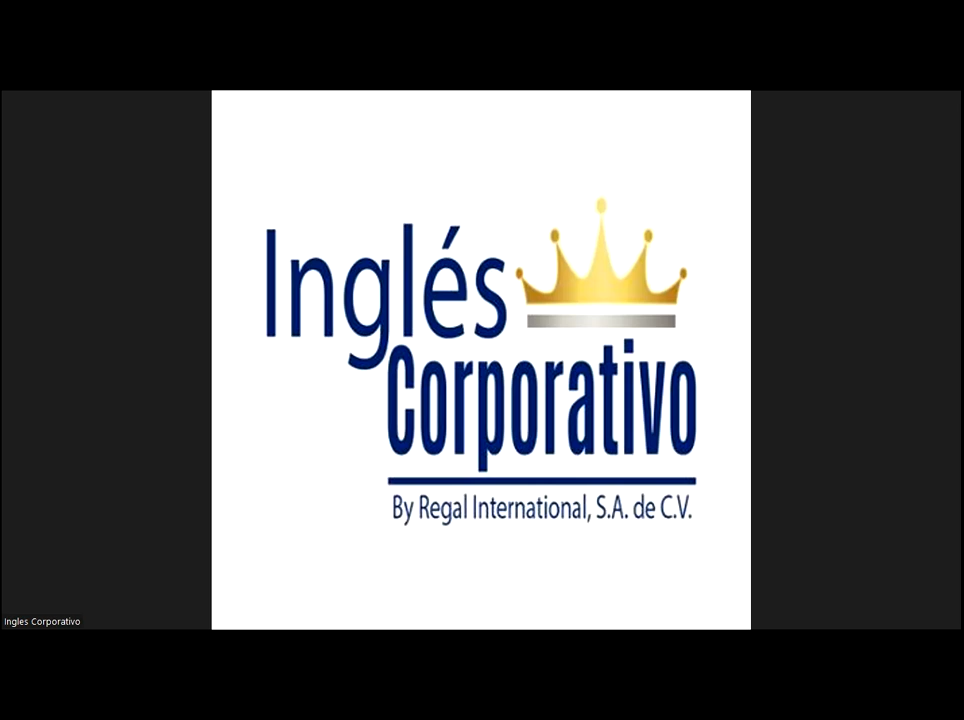 Inglés
Corporativo
By Regal International, S.A. de C.V.
Ingles Corporativo